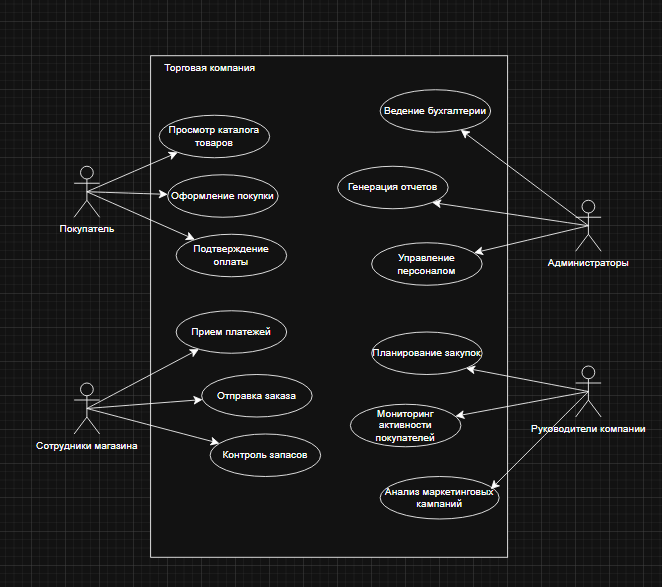 Торговая компания
Ведение бухгалтерии
Просмотр каталога
товаров
Генерация отчетов
Оформление покупки
Покупатель
Подтверждение
оплаты
Управление
персоналом
Администраторы
Прием платежей
Планирование закупок
Отправка заказа
Мониторинг
активности
покупателей
Сотрудники магазина
Руководители компании
Контроль запасов
Анализ маркетинговых
кампаний